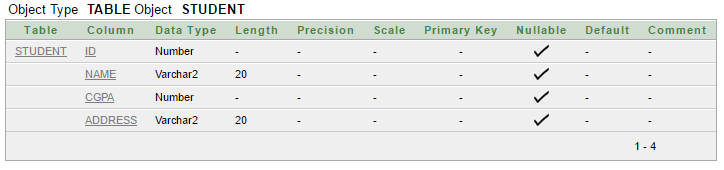 Object Type TABLE Object STUDENT
Table Column Data Type Length Precision Scale Primary Key Nullable Default Comment
STUDENT ID Number - - - - ✓ - -
NAME Varchar2 20 - - - ✓ - -
CGPA Number - - - - ✓ - -
ADDRESS Varchar2 20 - - - ✓ - -
1 - 4